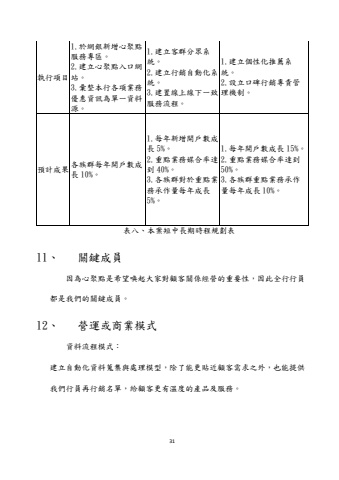 執行項目
1.於網銀新增心聚點
服務專區。
2.建立心聚點入口網
站。
3.彙整本行各項業務
優惠資訊為單一資料
源。
1.建立客群分眾系
統。
2.建立行銷自動化系
統。
3.建置線上線下一致
服務流程。
1.建立個性化推薦系
統。
2.設立口碑行銷專責管
理機制。
預計成果
各族群每年開戶數成
長10%。
1.每年新增開戶數成
長5%。
2.重點業務媒合率達
到40%。
3.各族群對於重點業
務承作量每年成長
5%。
1.每年開戶數成長15%。
2.重點業務媒合率達到
50%。
3.各族群重點業務承作
量每年成長10%。
表八、本案短中長期時程規劃表
11、 關鍵成員
因為心聚點是希望喚起大家對顧客關係經營的重要性，因此全行行員
都是我們的關鍵成員。
12、 營運或商業模式
資料流程模式：
建立自動化資料蒐集與處理模型，除了能更貼近顧客需求之外，也能提供
我們行員再行銷名單，給顧客更有溫度的產品及服務。
31